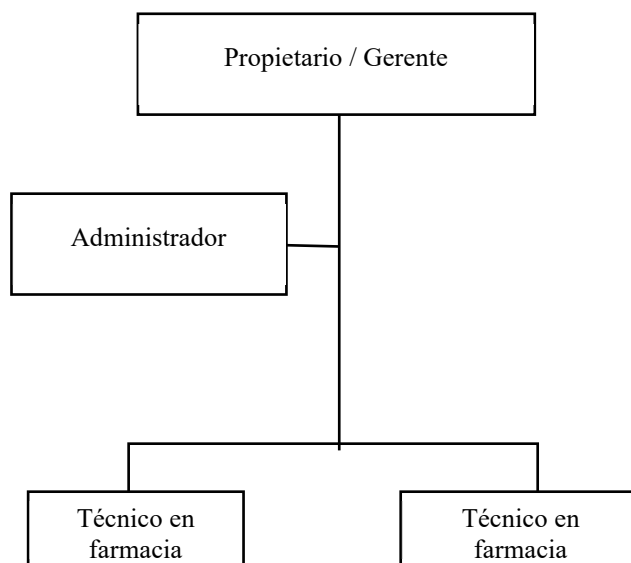 Propietario / Gerente
Administrador
Técnico en
farmacia
Técnico en
farmacia